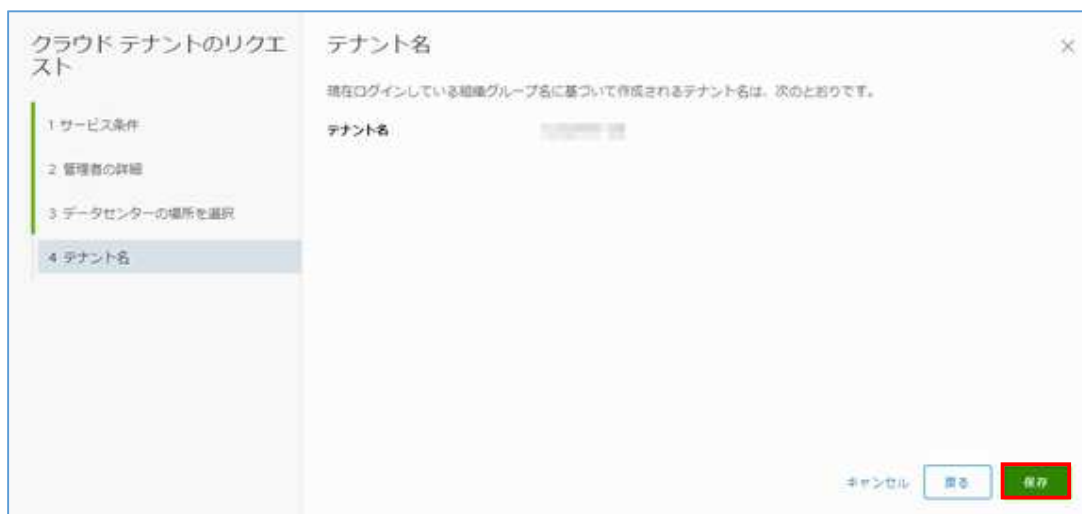 クラウド テナントのリクエ
スト
1 サービス条件
2 管理者の詳細
3 データセンターの場所を選択
4 テナント名
テナント名
現在ログインしている組織グループ名に基づいて作成されるテナント名は、次のとおりです。
テナント名
キャンセル
戻る
保存